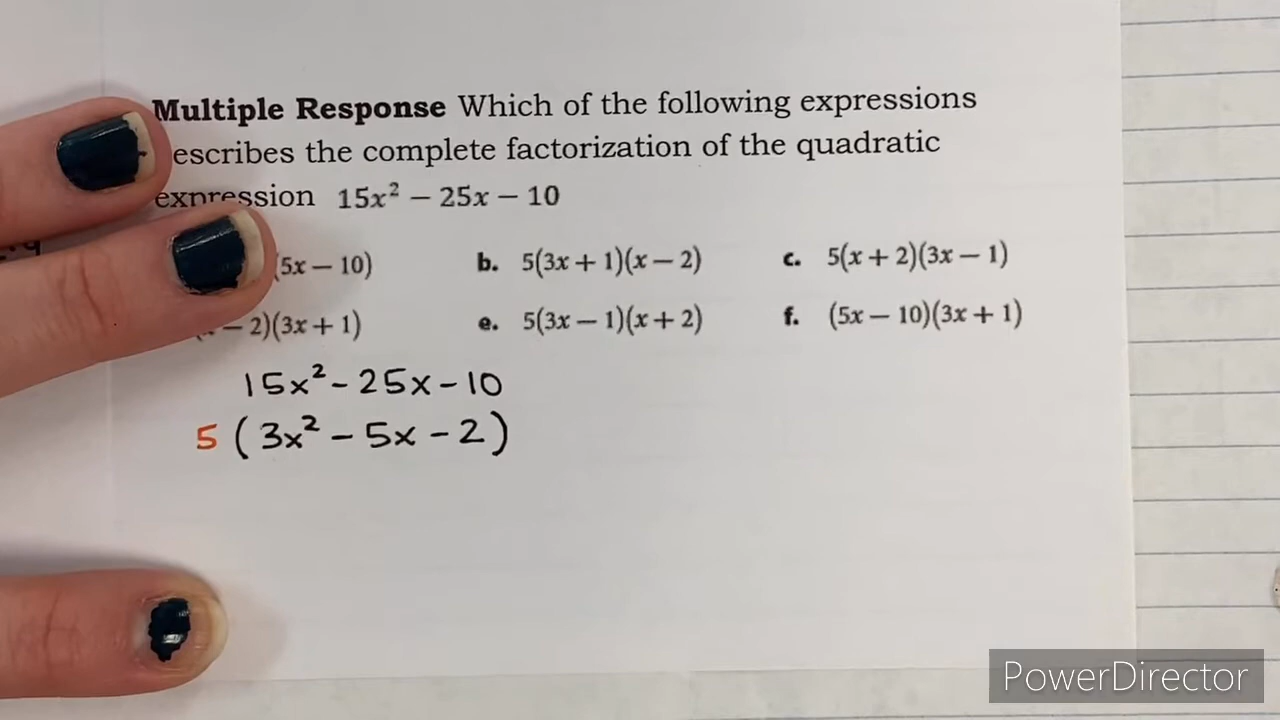 Multiple Response Which of the following expressions
escribes the complete factorization of the quadratic
expression 15x² – 25x – 10
(5x – 10) b. 5(3x + 1)(x – 2) c. 5(x + 2)(3x – 1)
– 2)(3x + 1) e. 5(3x – 1)(x + 2) f. (5x – 10)(3x + 1)
15x² - 25x - 10
5 (3x² - 5x - 2)
PowerDirector